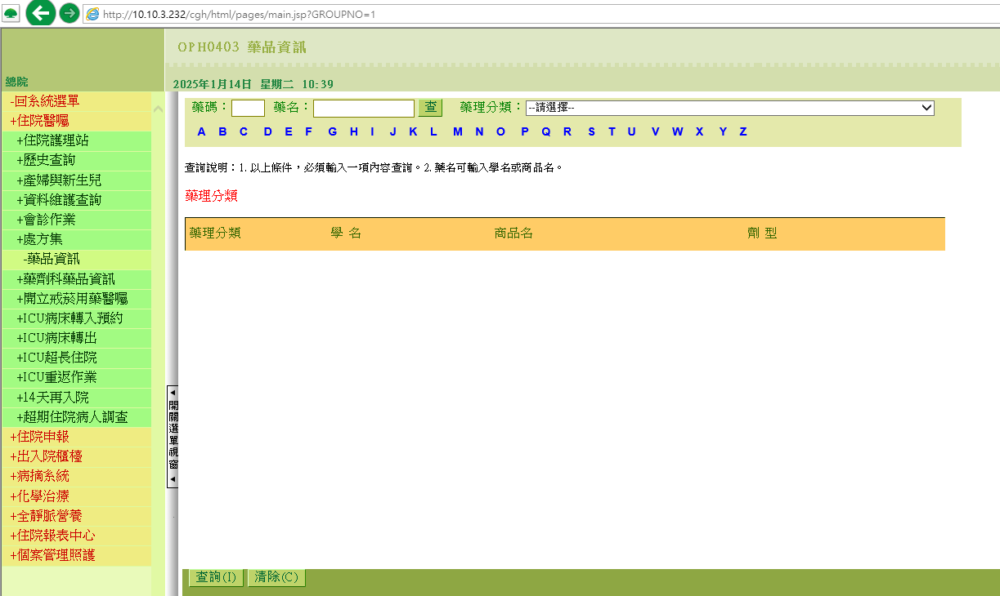 http://10.10.3.232/cgh/html/pages/main.jsp?GROUPNO=1
OPH0403 藥品資訊
總院
2025年1月14日 星期二 10:39
-回系統選單
+住院醫囑
+住院護理站
+歷史查詢
+產婦與新生兒
+資料維護查詢
+會診作業
+處方集
-藥品資訊
+藥劑科藥品資訊
+開立戒菸用藥醫囑
+ICU病床轉入預約
+ICU病床轉出
+ICU超長住院
+ICU重返作業
+14天再入院
+超期住院病人調查
+住院申報
+出入院櫃檯
+病摘系統
+化學治療
+全靜脈營養
+住院報表中心
+個案管理照護
開關選單視窗
藥碼： 藥名： 查 藥理分類： --請選擇--
A B C D E F G H I J K L M N O P Q R S T U V W X Y Z
查詢說明：1. 以上條件，必須輸入一項內容查詢。2. 藥名可輸入學名或商品名。
藥理分類
藥理分類 學 名 商品名 劑 型
查詢(I) 清除(C)